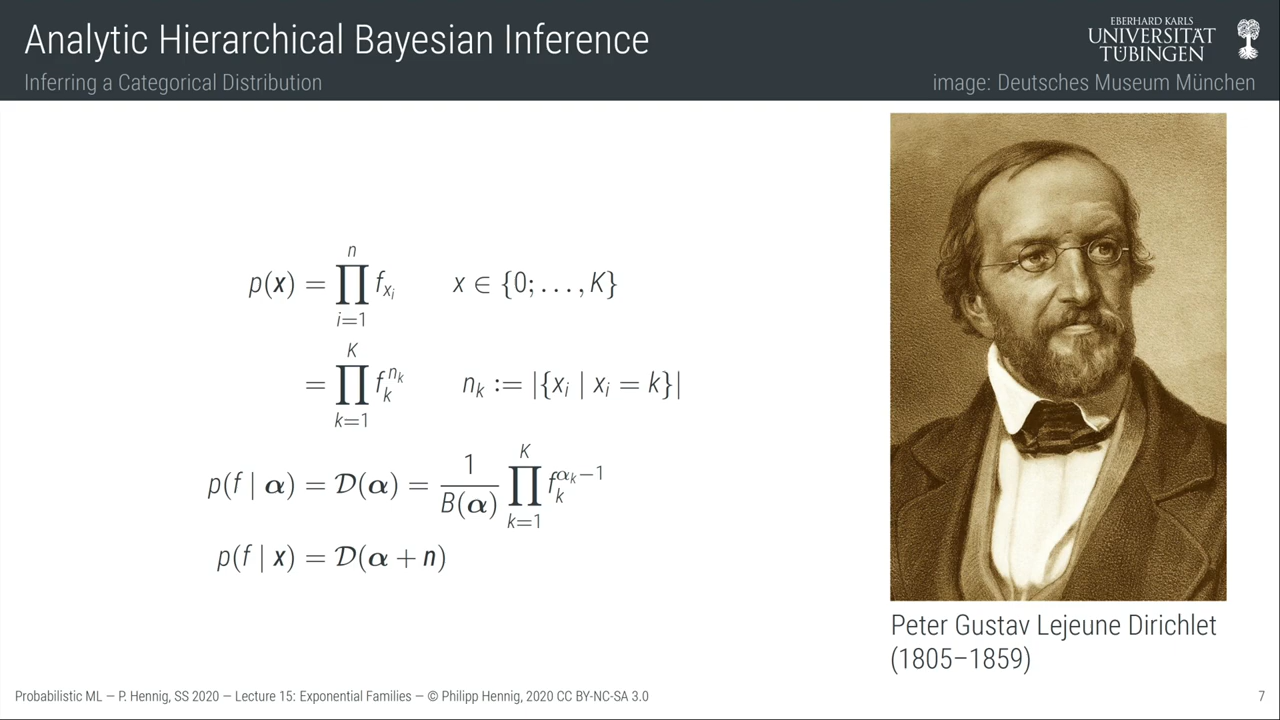 Analytic Hierarchical Bayesian Inference
Inferring a Categorical Distribution
EBERHARD KARLS
UNIVERSITÄT
TÜBINGEN
image: Deutsches Museum München
p(x) = ∏_{i=1}^{n} f_{x_i}   x ∈ {0; …, K}
= ∏_{k=1}^{K} f_k^{n_k}   n_k := |{x_i | x_i = k}|
p(f | α) = 𝒟(α) = \frac{1}{B(α)} ∏_{k=1}^{K} f_k^{α_k−1}
p(f | x) = 𝒟(α + n)
Peter Gustav Lejeune Dirichlet
(1805–1859)
Probabilistic ML — P. Hennig, SS 2020 — Lecture 15: Exponential Families — © Philipp Hennig, 2020 CC BY-NC-SA 3.0
7